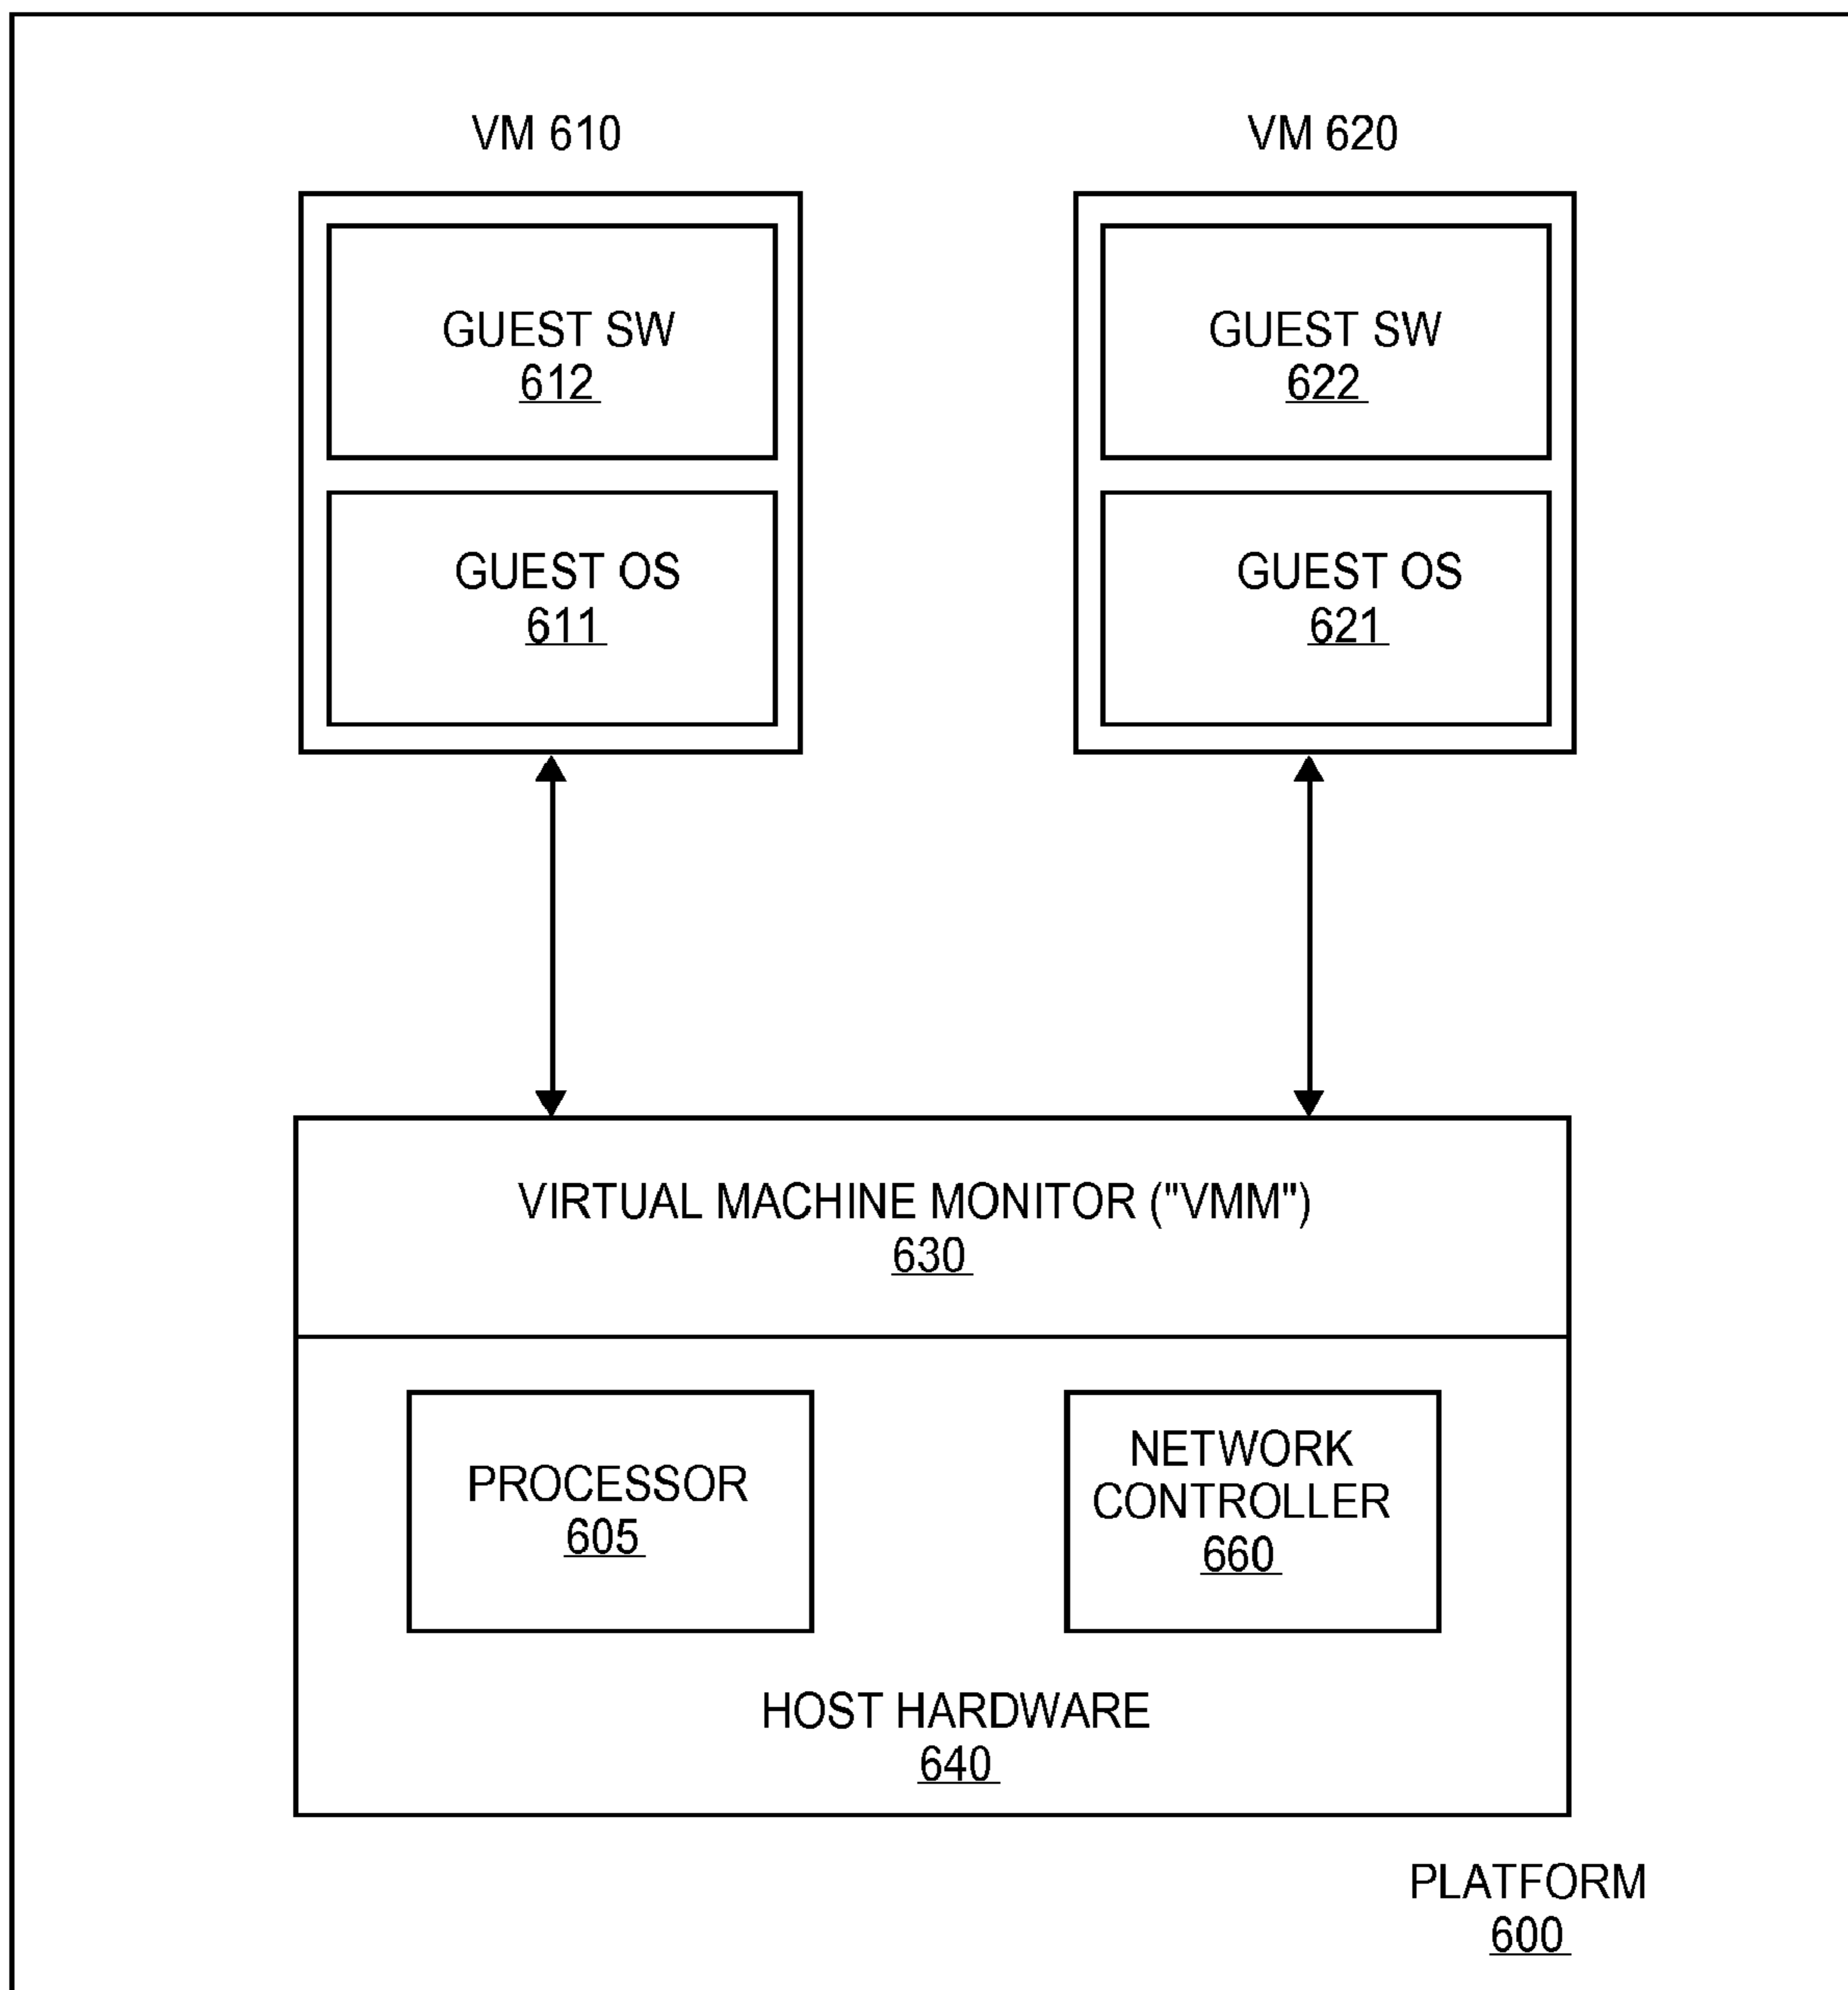 VM 610
VM 620
GUEST SW
612
GUEST SW
622
GUEST OS
611
GUEST OS
621
VIRTUAL MACHINE MONITOR ("VMM")
630
PROCESSOR
605
NETWORK
CONTROLLER
660
HOST HARDWARE
640
PLATFORM
600